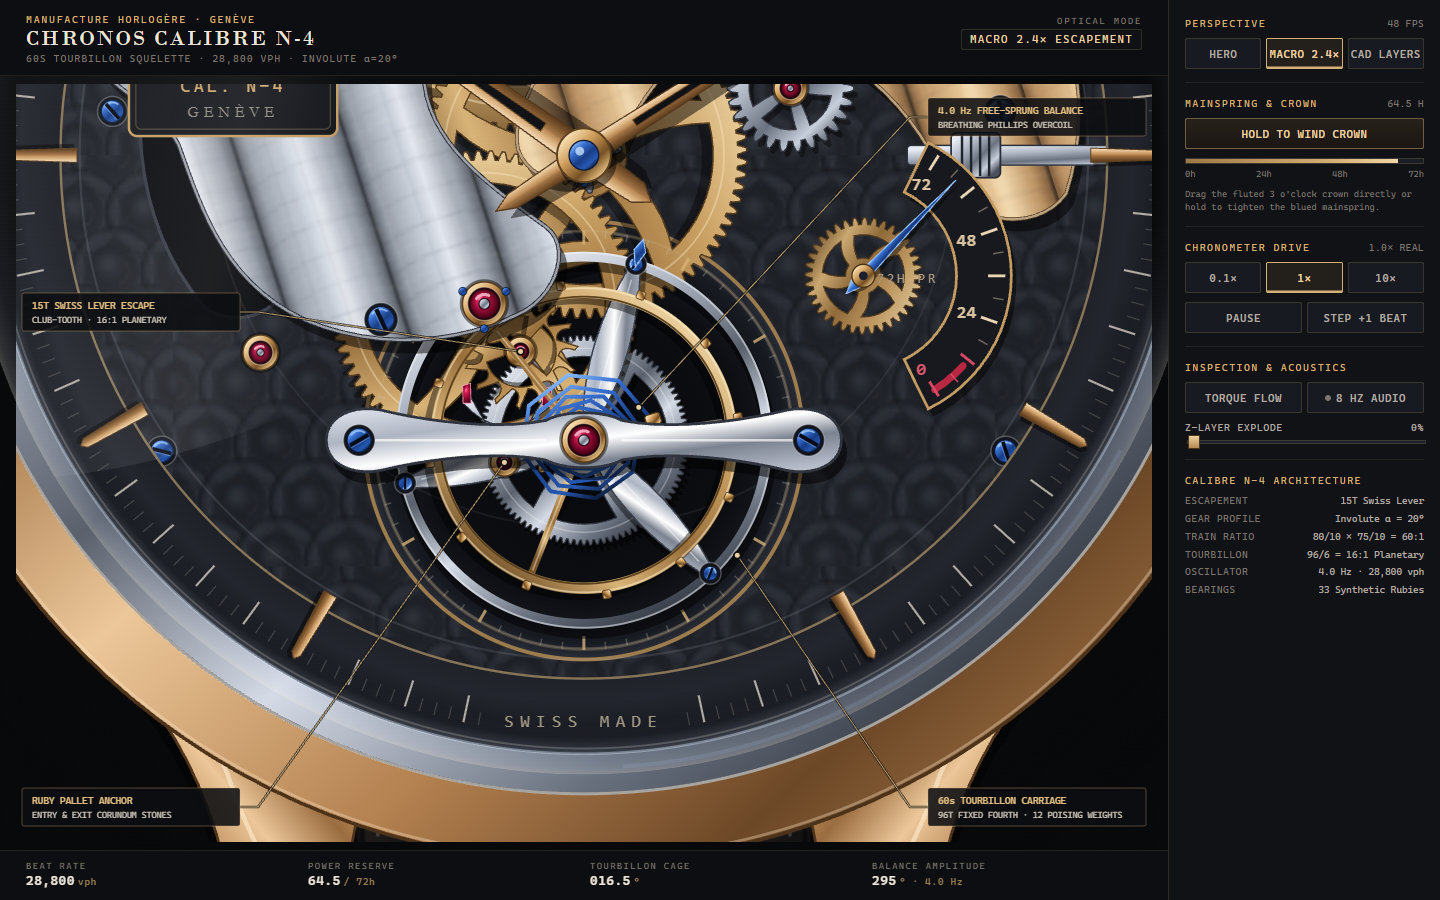 MANUFACTURE HORLOGÈRE · GENÈVE
CHRONOS CALIBRE N-4
60S TOURBILLON SQUELETTE · 28,800 VPH · INVOLUTE α=20°
OPTICAL MODE
MACRO 2.4× ESCAPEMENT
CAL. N-4
GENÈVE
4.0 Hz FREE-SPRUNG BALANCE
BREATHING PHILLIPS OVERCOIL
72
48
24
0
15T SWISS LEVER ESCAPE
CLUB-TOOTH · 16:1 PLANETARY
SWISS MADE
RUBY PALLET ANCHOR
ENTRY & EXIT CORUNDUM STONES
60s TOURBILLON CARRIAGE
96T FIXED FOURTH · 12 POISING WEIGHTS
BEAT RATE
28,800 vph
POWER RESERVE
64.5 / 72h
TOURBILLON CAGE
016.5 °
BALANCE AMPLITUDE
295 ° · 4.0 Hz
PERSPECTIVE 48 FPS
HERO MACRO 2.4× CAD LAYERS
MAINSPRING & CROWN 64.5 H
HOLD TO WIND CROWN
0h 24h 48h 72h
Drag the fluted 3 o'clock crown directly or
hold to tighten the blued mainspring.
CHRONOMETER DRIVE 1.0× REAL
0.1× 1× 10×
PAUSE STEP +1 BEAT
INSPECTION & ACOUSTICS
TORQUE FLOW 8 HZ AUDIO
Z-LAYER EXPLODE 0%
CALIBRE N-4 ARCHITECTURE
ESCAPEMENT 15T Swiss Lever
GEAR PROFILE Involute α = 20°
TRAIN RATIO 80/10 × 75/10 = 60:1
TOURBILLON 96/6 = 16:1 Planetary
OSCILLATOR 4.0 Hz · 28,800 vph
BEARINGS 33 Synthetic Rubies